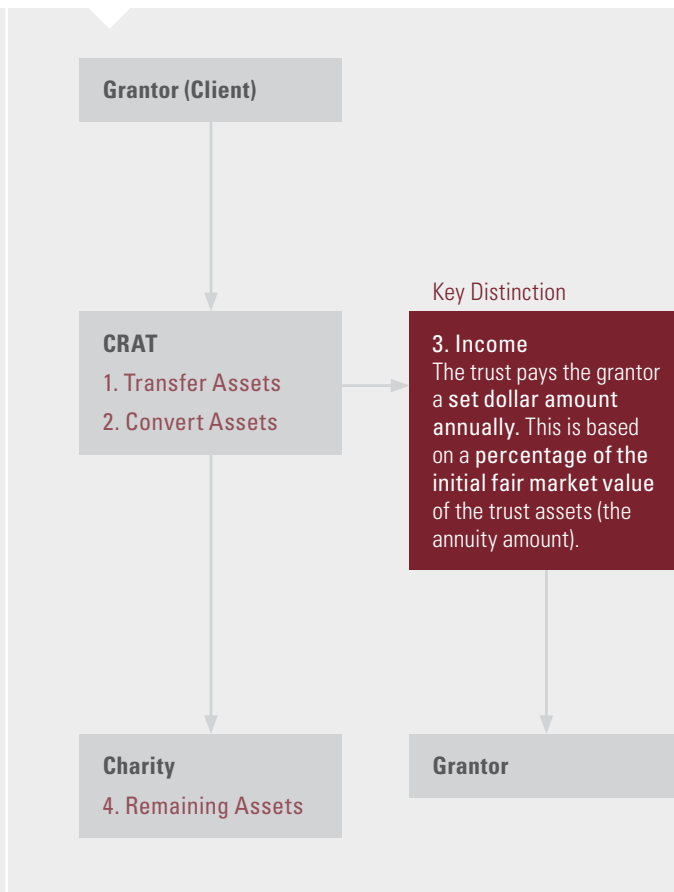 Grantor (Client)
CRAT
1. Transfer Assets
2. Convert Assets
Key Distinction
3. Income
The trust pays the grantor
a set dollar amount
annually. This is based
on a percentage of the
initial fair market value
of the trust assets (the
annuity amount).
Charity
4. Remaining Assets
Grantor